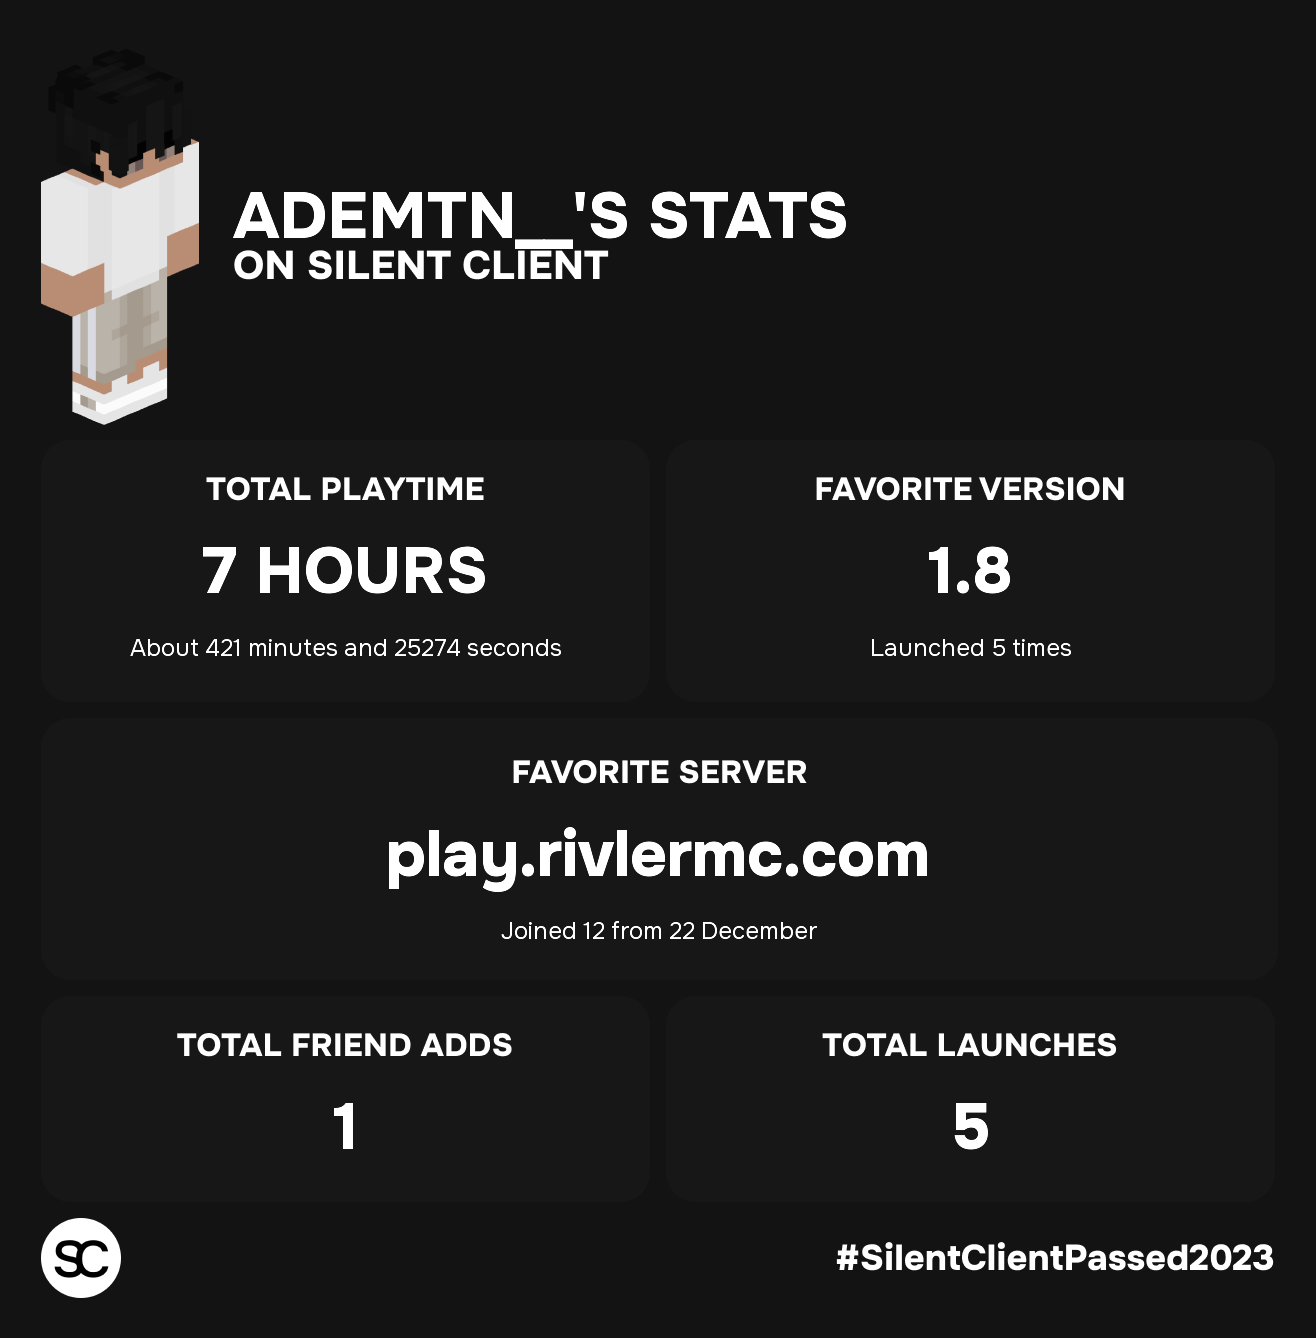 ADEMTN__'S STATS
ON SILENT CLIENT
TOTAL PLAYTIME
7 HOURS
About 421 minutes and 25274 seconds
FAVORITE VERSION
1.8
Launched 5 times
FAVORITE SERVER
play.rivlermc.com
Joined 12 from 22 December
TOTAL FRIEND ADDS
1
TOTAL LAUNCHES
5
SC
#SilentClientPassed2023